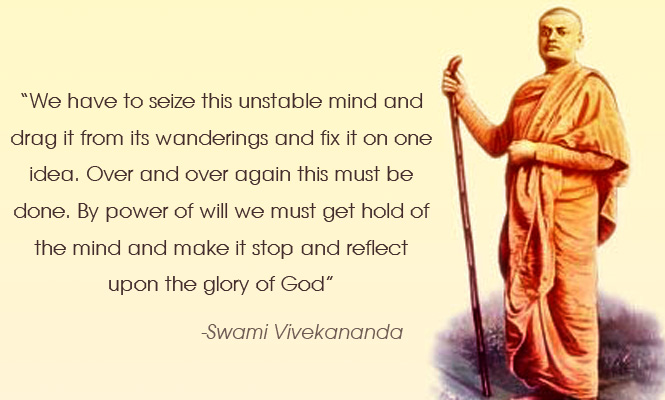 “We have to seize this unstable mind and
drag it from its wanderings and fix it on one
idea. Over and over again this must be
done. By power of will we must get hold of
the mind and make it stop and reflect
upon the glory of God”
-Swami Vivekananda